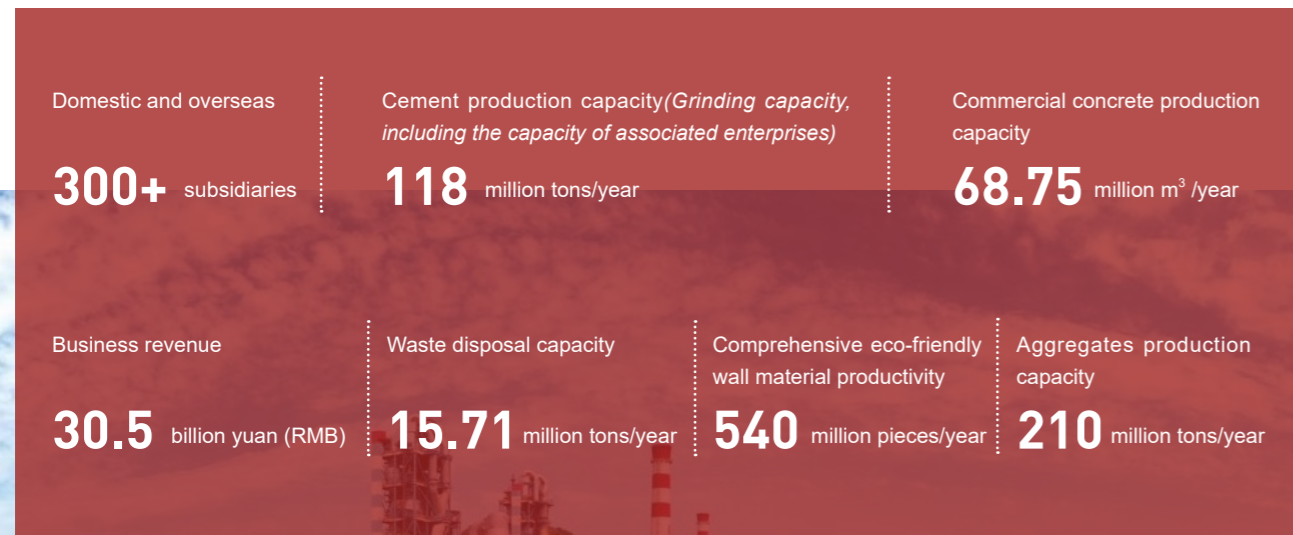 Domestic and overseas
300+ subsidiaries
Cement production capacity(Grinding capacity,
including the capacity of associated enterprises)
118 million tons/year
Commercial concrete production
capacity
68.75 million m³ /year
Business revenue
30.5 billion yuan (RMB)
Waste disposal capacity
15.71 million tons/year
Comprehensive eco-friendly
wall material productivity
540 million pieces/year
Aggregates production
capacity
210 million tons/year